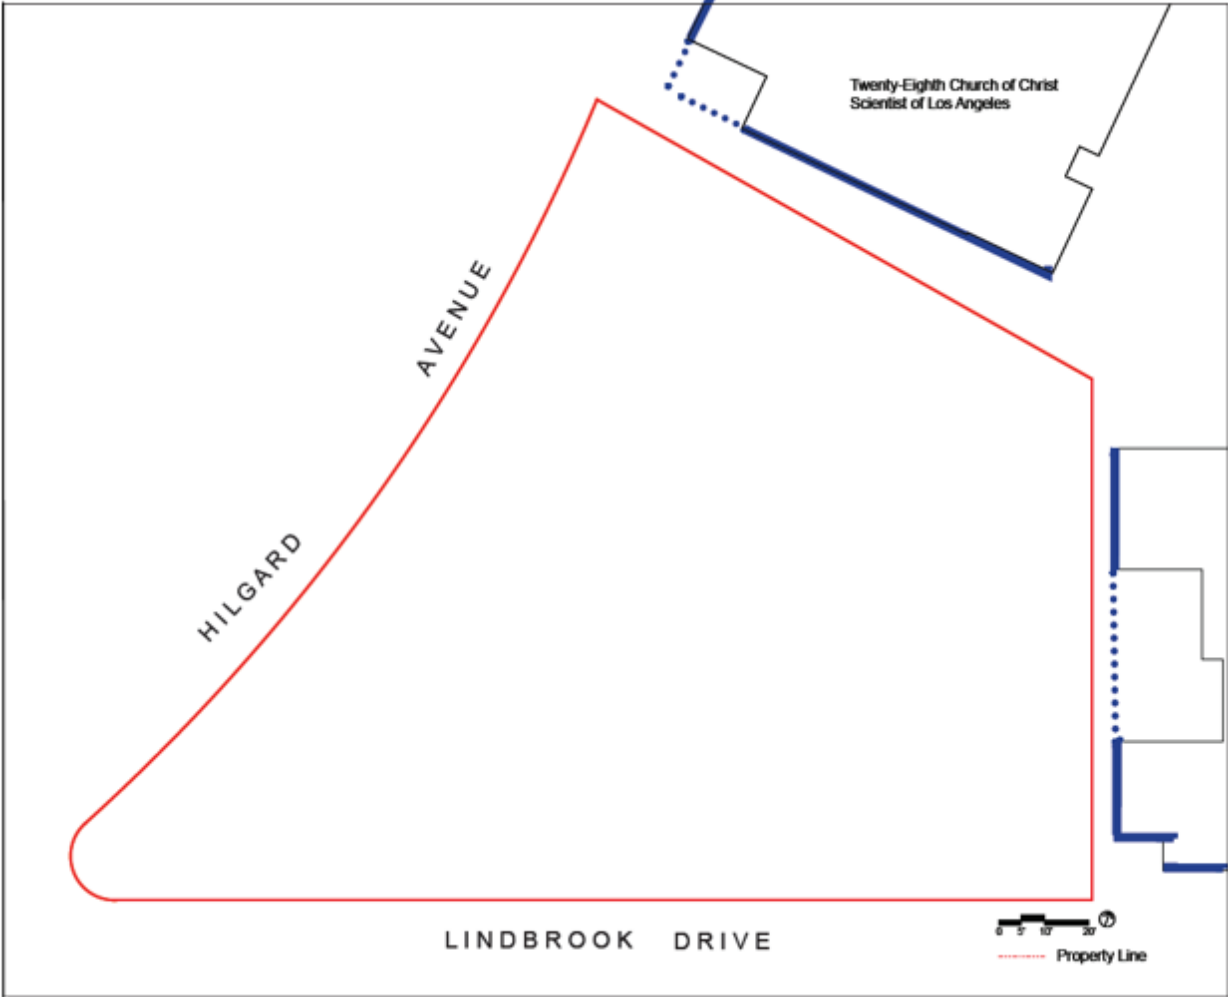 Twenty-Eighth Church of Christ
Scientist of Los Angeles
HILGARD AVENUE
LINDBROOK DRIVE
0 5' 10' 20'
Property Line